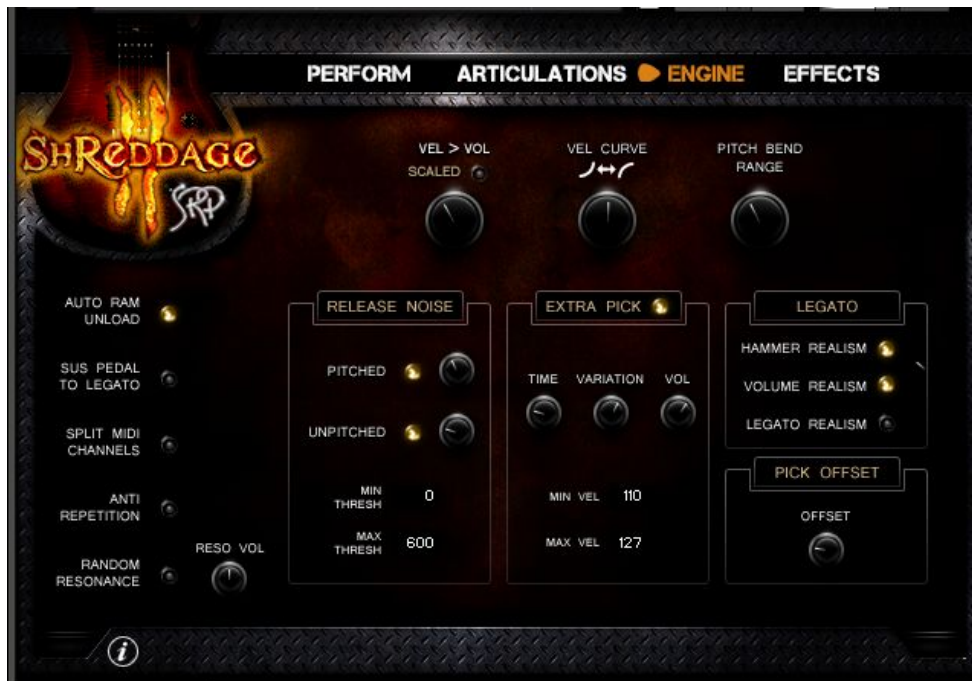 PERFORM ARTICULATIONS ENGINE EFFECTS
SHREDDAGE
II
SRP
VEL > VOL
SCALED
VEL CURVE
PITCH BEND
RANGE
AUTO RAM
UNLOAD
SUS PEDAL
TO LEGATO
SPLIT MIDI
CHANNELS
ANTI
REPETITION
RANDOM
RESONANCE
RESO VOL
RELEASE NOISE
PITCHED
UNPITCHED
MIN
THRESH
0
MAX
THRESH
600
EXTRA PICK
TIME VARIATION VOL
MIN VEL 110
MAX VEL 127
LEGATO
HAMMER REALISM
VOLUME REALISM
LEGATO REALISM
PICK OFFSET
OFFSET
i